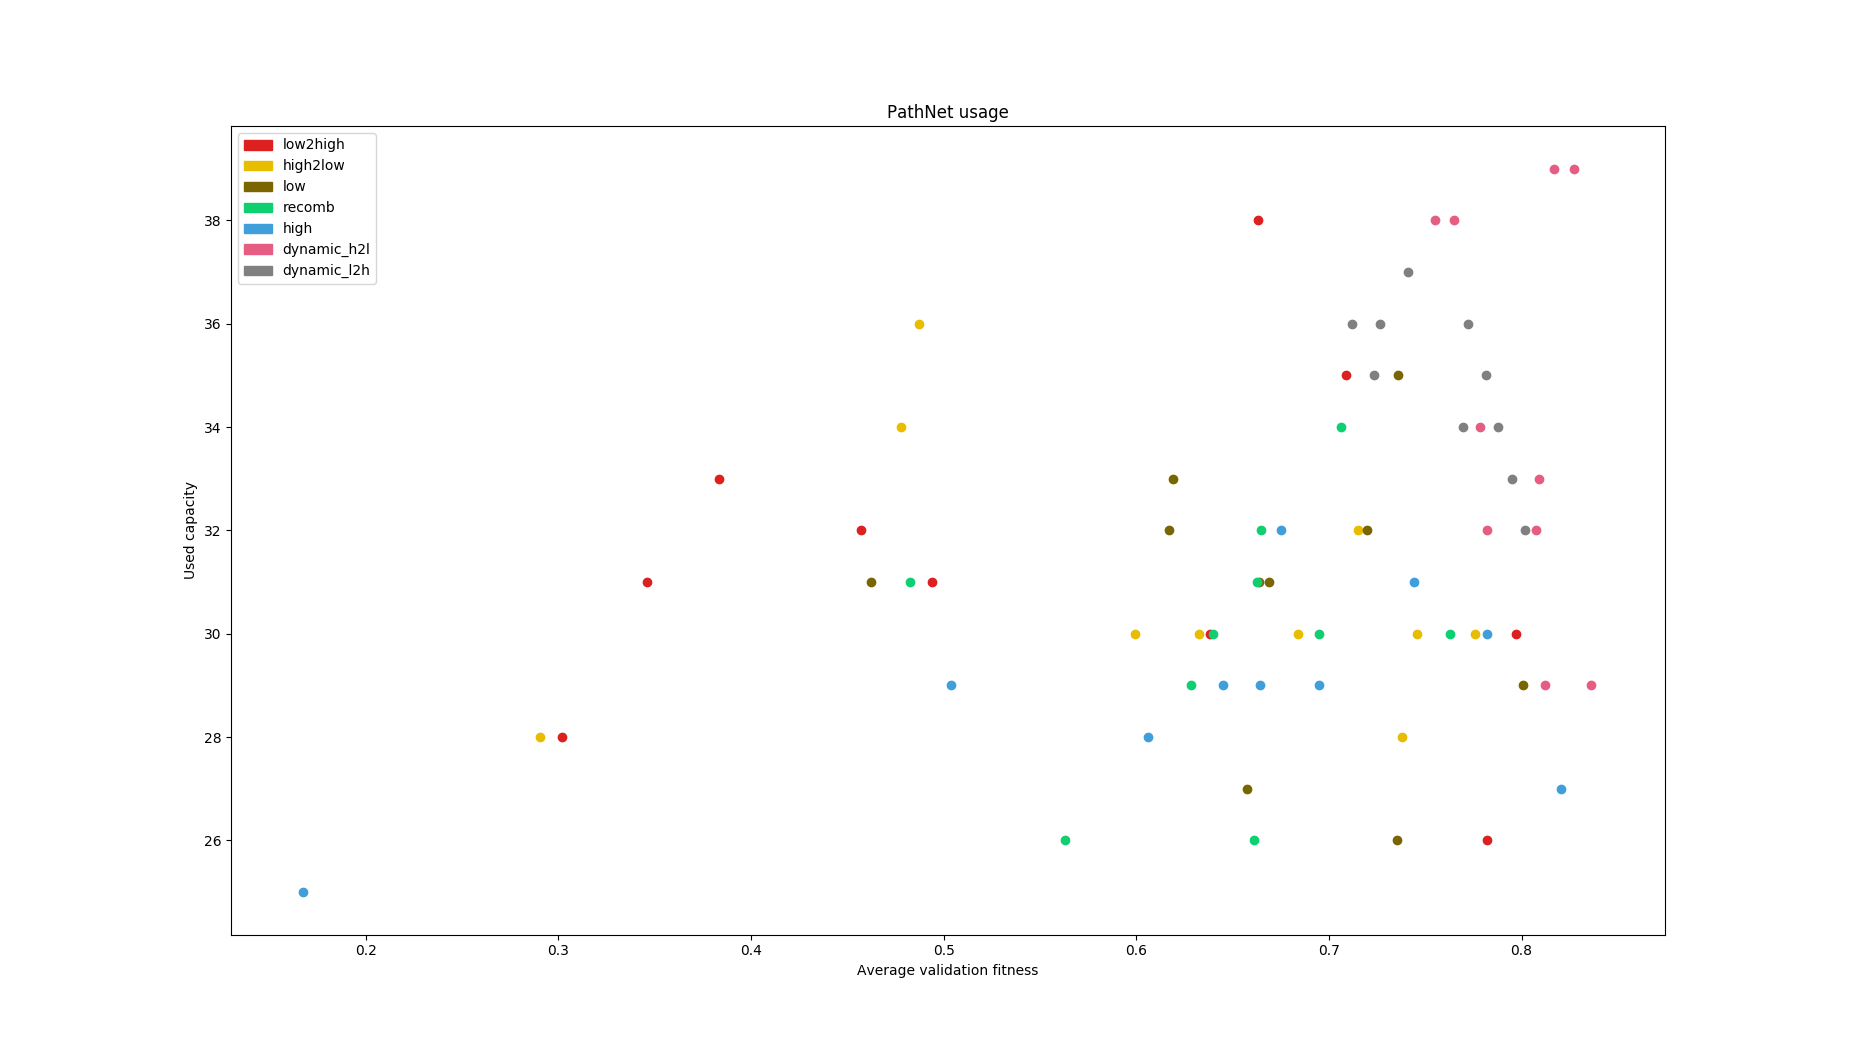 PathNet usage
low2high
high2low
low
recomb
high
dynamic_h2l
dynamic_l2h
38
36
34
32
30
28
26
Used capacity
0.2 0.3 0.4 0.5 0.6 0.7 0.8
Average validation fitness